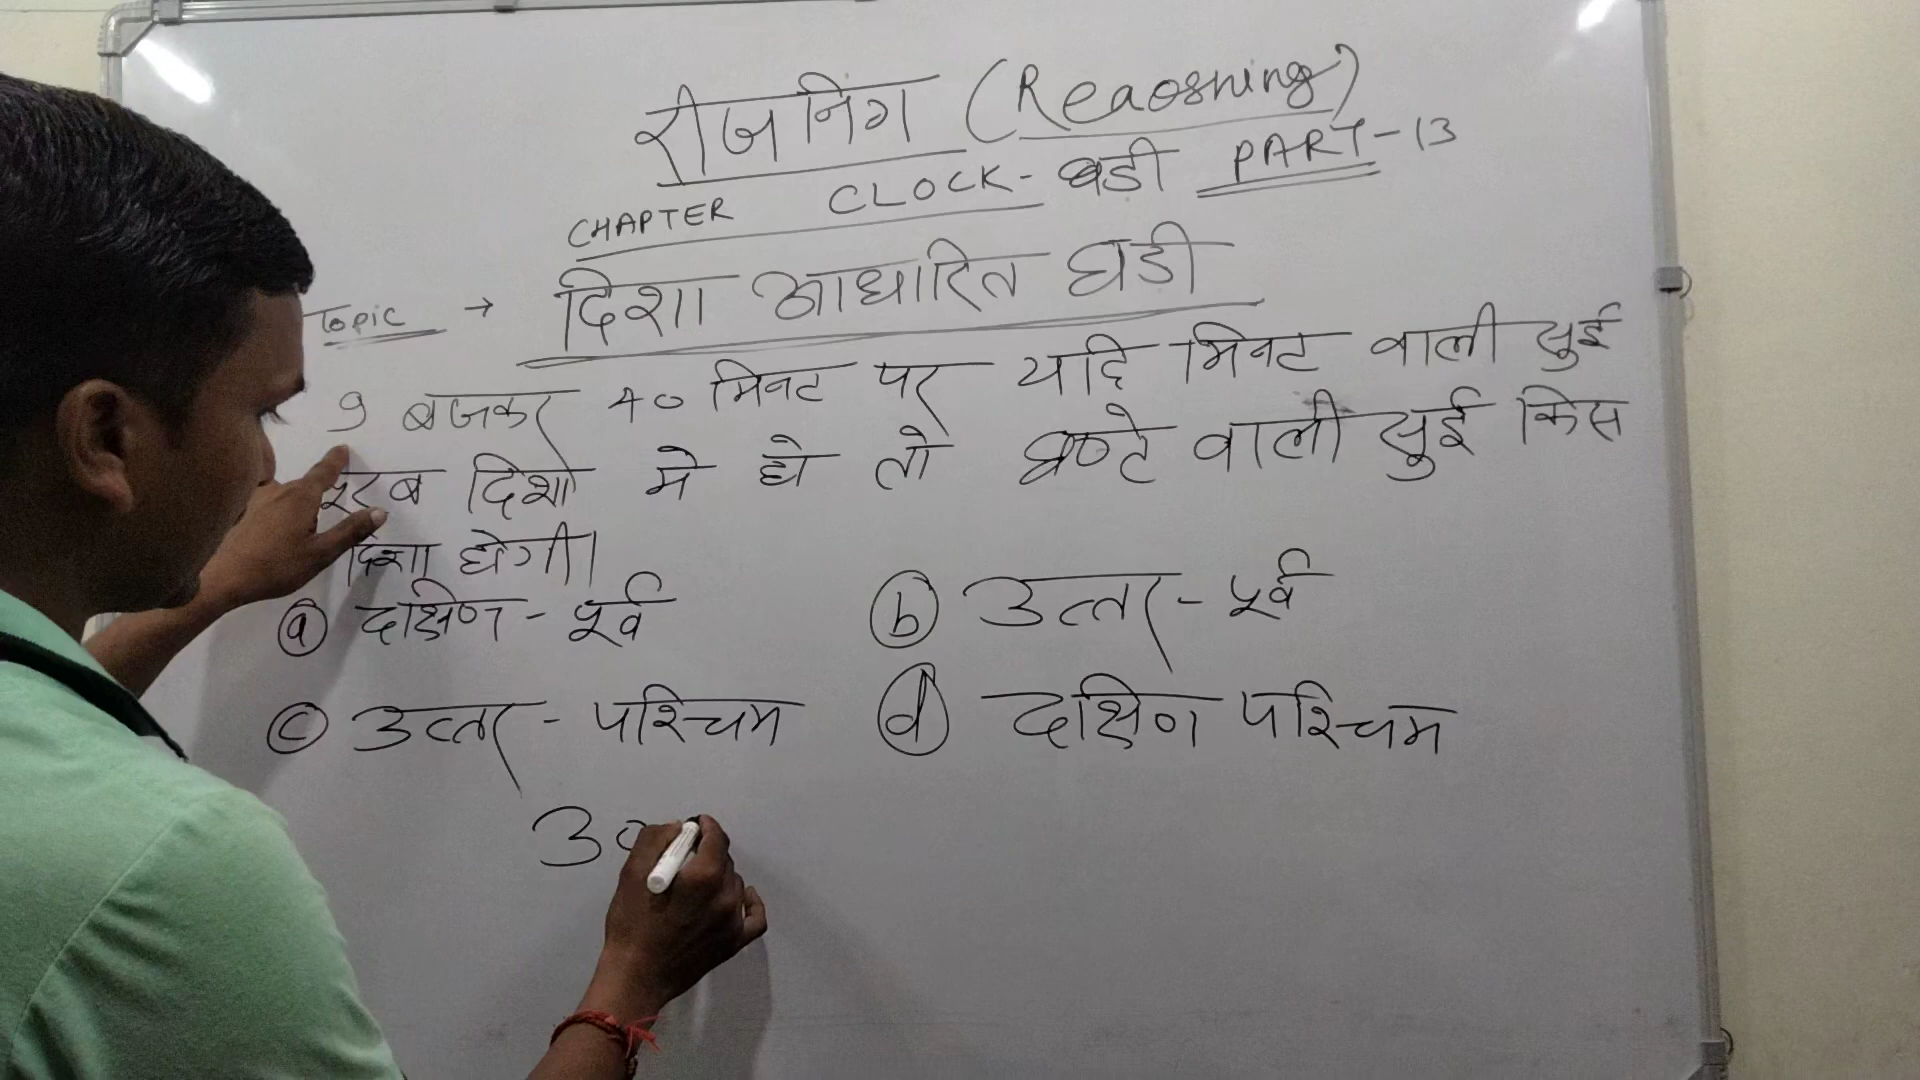 रीजनिंग (Reaosning)
CHAPTER CLOCK - घडी PART-13
Topic → दिशा आधारित घडी
9 बजकर 40 मिनट पर यदि मिनट वाली सुई
पूरब दिशा मे हो तो घण्टे वाली सुई किस
दिशा होगी।
(a) दक्षिण - पूर्व (b) उत्तर - पूर्व
(c) उत्तर - पश्चिम (d) दक्षिण पश्चिम